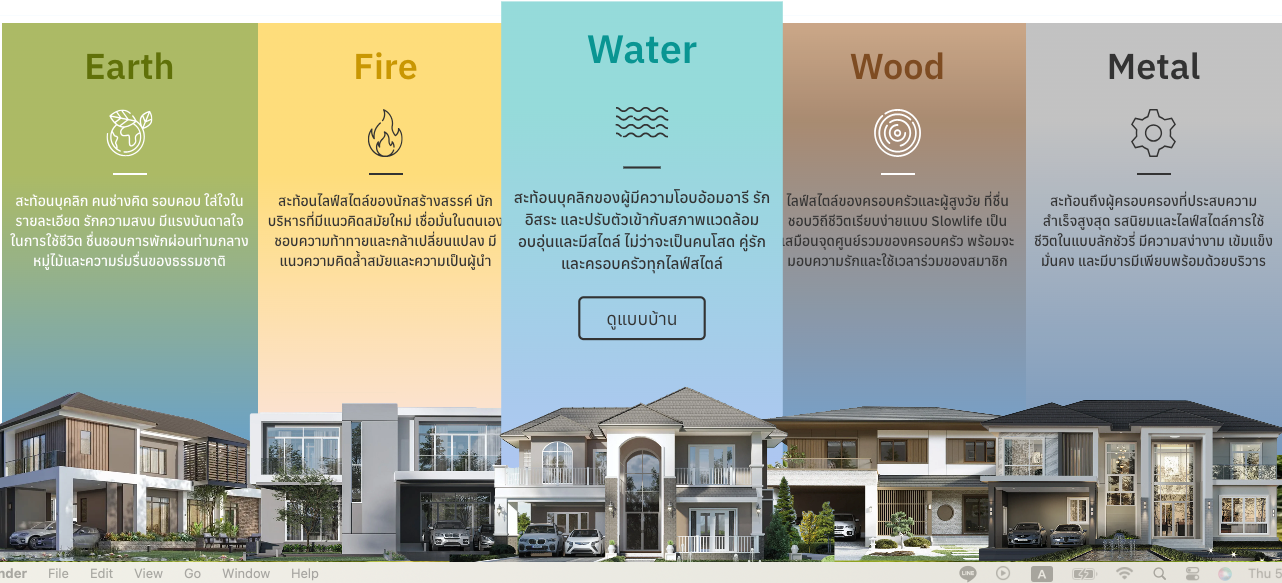 Earth
สะท้อนบุคลิก คนช่างคิด รอบคอบ ใส่ใจใน
รายละเอียด รักความสงบ มีแรงบันดาลใจ
ในการใช้ชีวิต ชื่นชอบการพักผ่อนท่ามกลาง
หมู่ไม้และความร่มรื่นของธรรมชาติ
Fire
สะท้อนไลฟ์สไตล์ของนักสร้างสรรค์ นัก
บริหารที่มีแนวคิดสมัยใหม่ เชื่อมั่นในตนเอง
ชอบความท้าทายและกล้าเปลี่ยนแปลง มี
แนวความคิดล้ำสมัยและความเป็นผู้นำ
Water
สะท้อนบุคลิกของผู้มีความโอบอ้อมอารี รัก
อิสระ และปรับตัวเข้ากับสภาพแวดล้อม
อบอุ่นและมีสไตล์ ไม่ว่าจะเป็นคนโสด คู่รัก
และครอบครัวทุกไลฟ์สไตล์
ดูแบบบ้าน
Wood
ไลฟ์สไตล์ของครอบครัวและผู้สูงวัย ที่ชื่น
ชอบวิถีชีวิตเรียบง่ายแบบ Slowlife เป็น
เสมือนจุดศูนย์รวมของครอบครัว พร้อมจะ
มอบความรักและใช้เวลาร่วมของสมาชิก
Metal
สะท้อนถึงผู้ครอบครองที่ประสบความ
สำเร็จสูงสุด รสนิยมและไลฟ์สไตล์การใช้
ชีวิตในแบบลักชัวรี่ มีความสง่างาม เข้มแข็ง
มั่นคง และมีบารมีเพียบพร้อมด้วยบริวาร
nder File Edit View Go Window Help
LINE A Thu 5